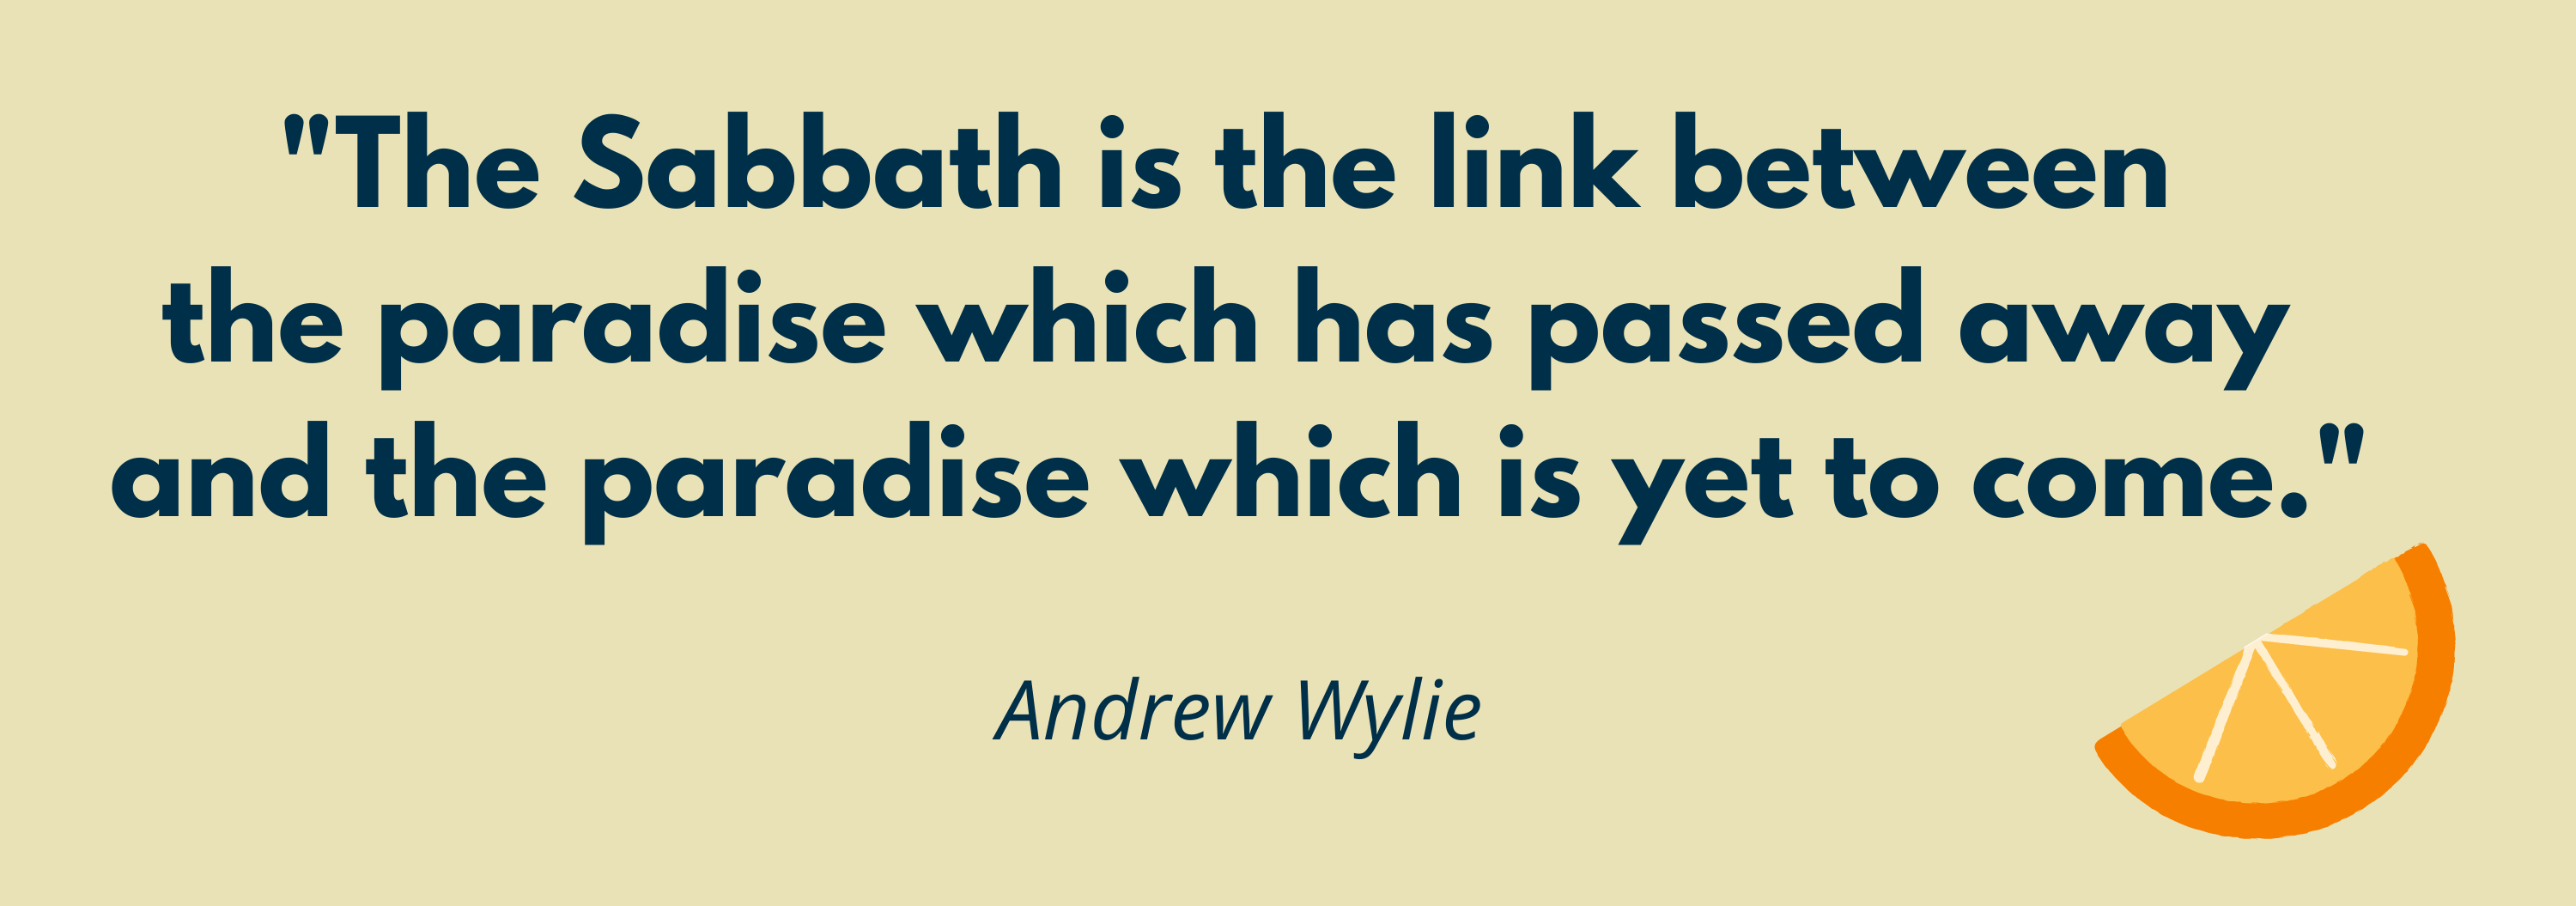 "The Sabbath is the link between
the paradise which has passed away
and the paradise which is yet to come."
Andrew Wylie